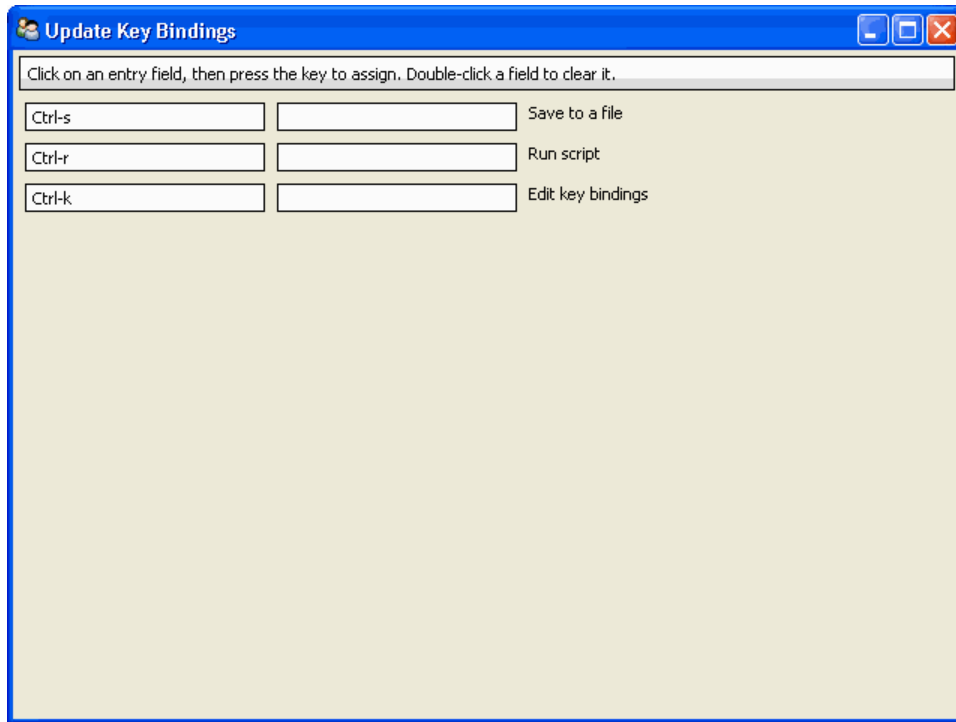 Update Key Bindings
Click on an entry field, then press the key to assign. Double-click a field to clear it.
Ctrl-s Save to a file
Ctrl-r Run script
Ctrl-k Edit key bindings